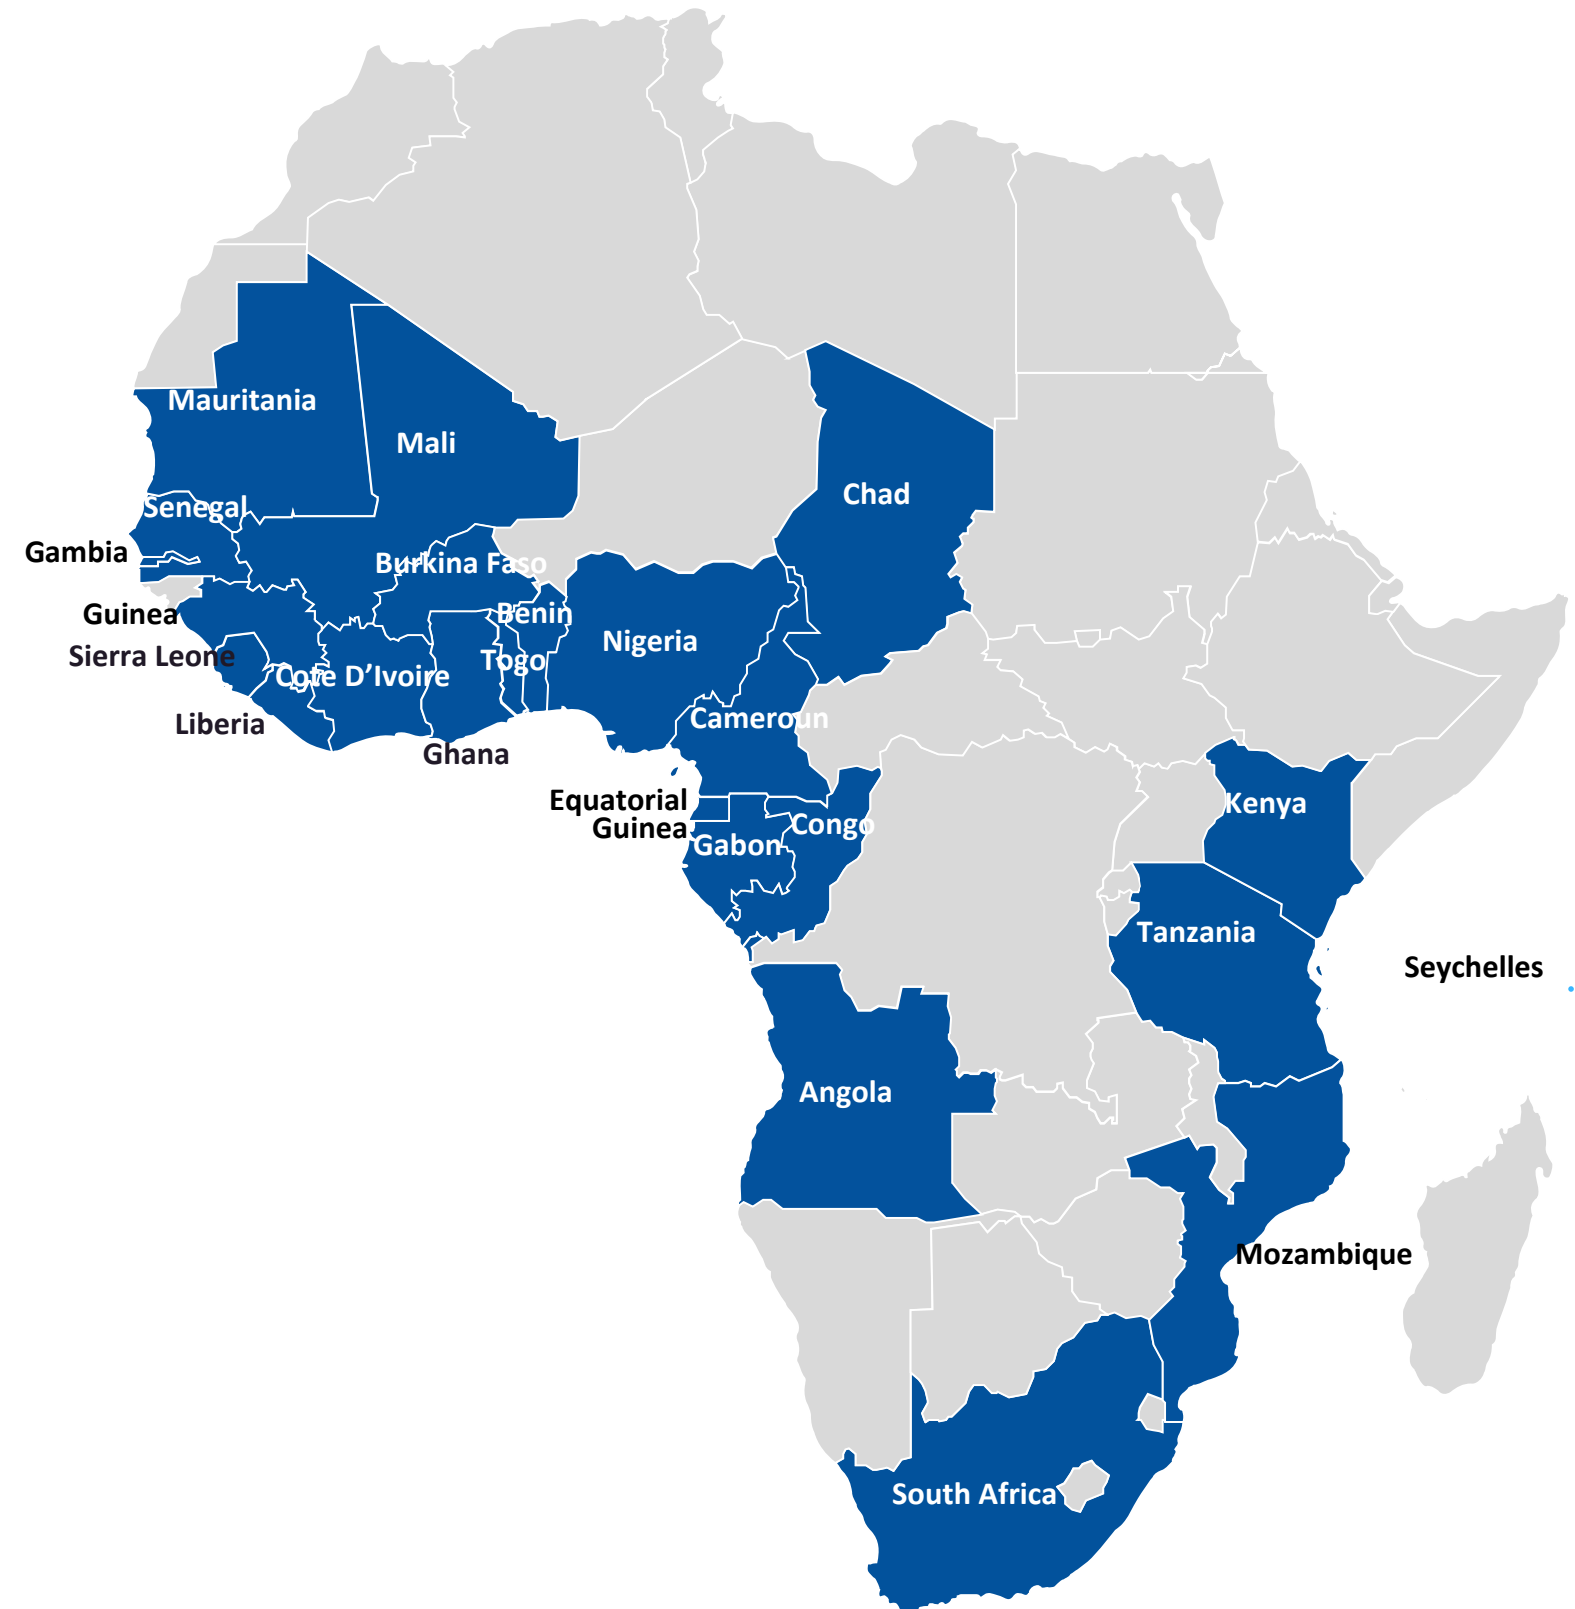 Mauritania
Mali
Chad
Senegal
Gambia
Burkina Faso
Guinea
Benin
Nigeria
Sierra Leone
Togo
Cote D’Ivoire
Liberia
Cameroun
Ghana
Equatorial
Guinea
Kenya
Congo
Gabon
Tanzania
Seychelles
Angola
Mozambique
South Africa